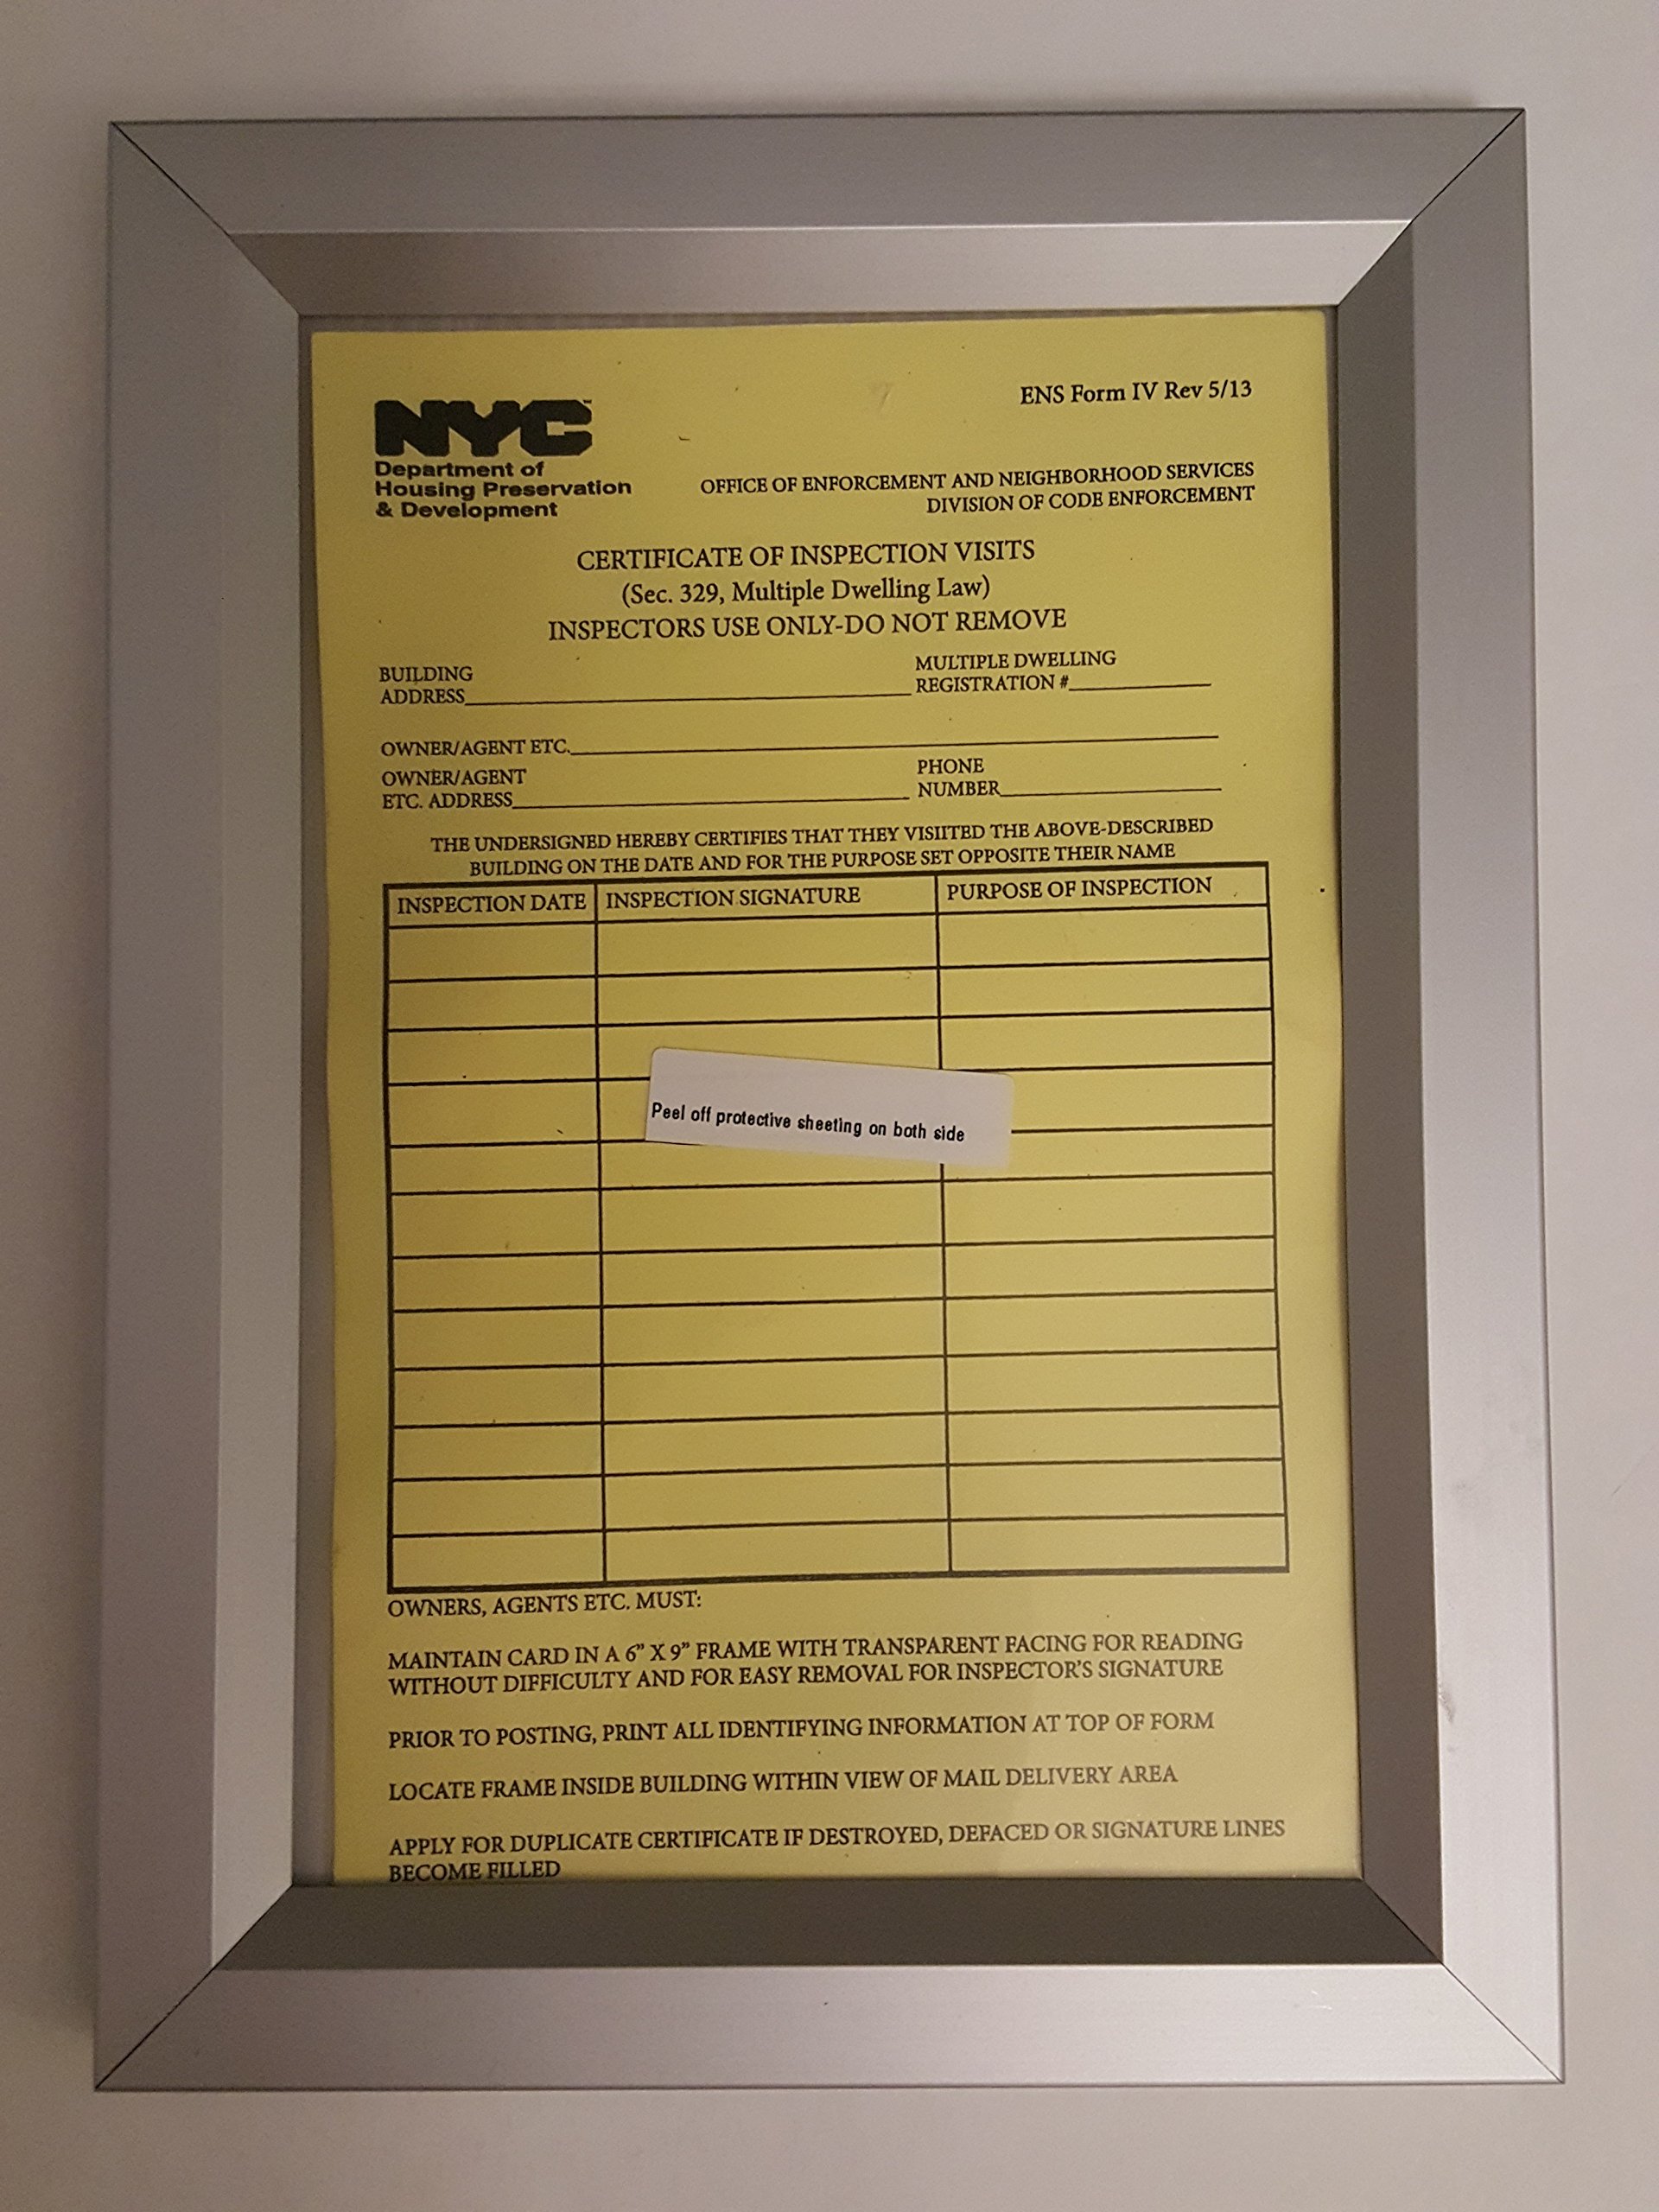 ENS Form IV Rev 5/13
NYC™
Department of
Housing Preservation
& Development
OFFICE OF ENFORCEMENT AND NEIGHBORHOOD SERVICES
DIVISION OF CODE ENFORCEMENT
CERTIFICATE OF INSPECTION VISITS
(Sec. 329, Multiple Dwelling Law)
INSPECTORS USE ONLY-DO NOT REMOVE
BUILDING
ADDRESS
MULTIPLE DWELLING
REGISTRATION #
OWNER/AGENT ETC.
OWNER/AGENT
ETC. ADDRESS
PHONE
NUMBER
THE UNDERSIGNED HEREBY CERTIFIES THAT THEY VISIITED THE ABOVE-DESCRIBED
BUILDING ON THE DATE AND FOR THE PURPOSE SET OPPOSITE THEIR NAME
INSPECTION DATE INSPECTION SIGNATURE PURPOSE OF INSPECTION
Peel off protective sheeting on both side
OWNERS, AGENTS ETC. MUST:
MAINTAIN CARD IN A 6” X 9” FRAME WITH TRANSPARENT FACING FOR READING
WITHOUT DIFFICULTY AND FOR EASY REMOVAL FOR INSPECTOR'S SIGNATURE
PRIOR TO POSTING, PRINT ALL IDENTIFYING INFORMATION AT TOP OF FORM
LOCATE FRAME INSIDE BUILDING WITHIN VIEW OF MAIL DELIVERY AREA
APPLY FOR DUPLICATE CERTIFICATE IF DESTROYED, DEFACED OR SIGNATURE LINES
BECOME FILLED